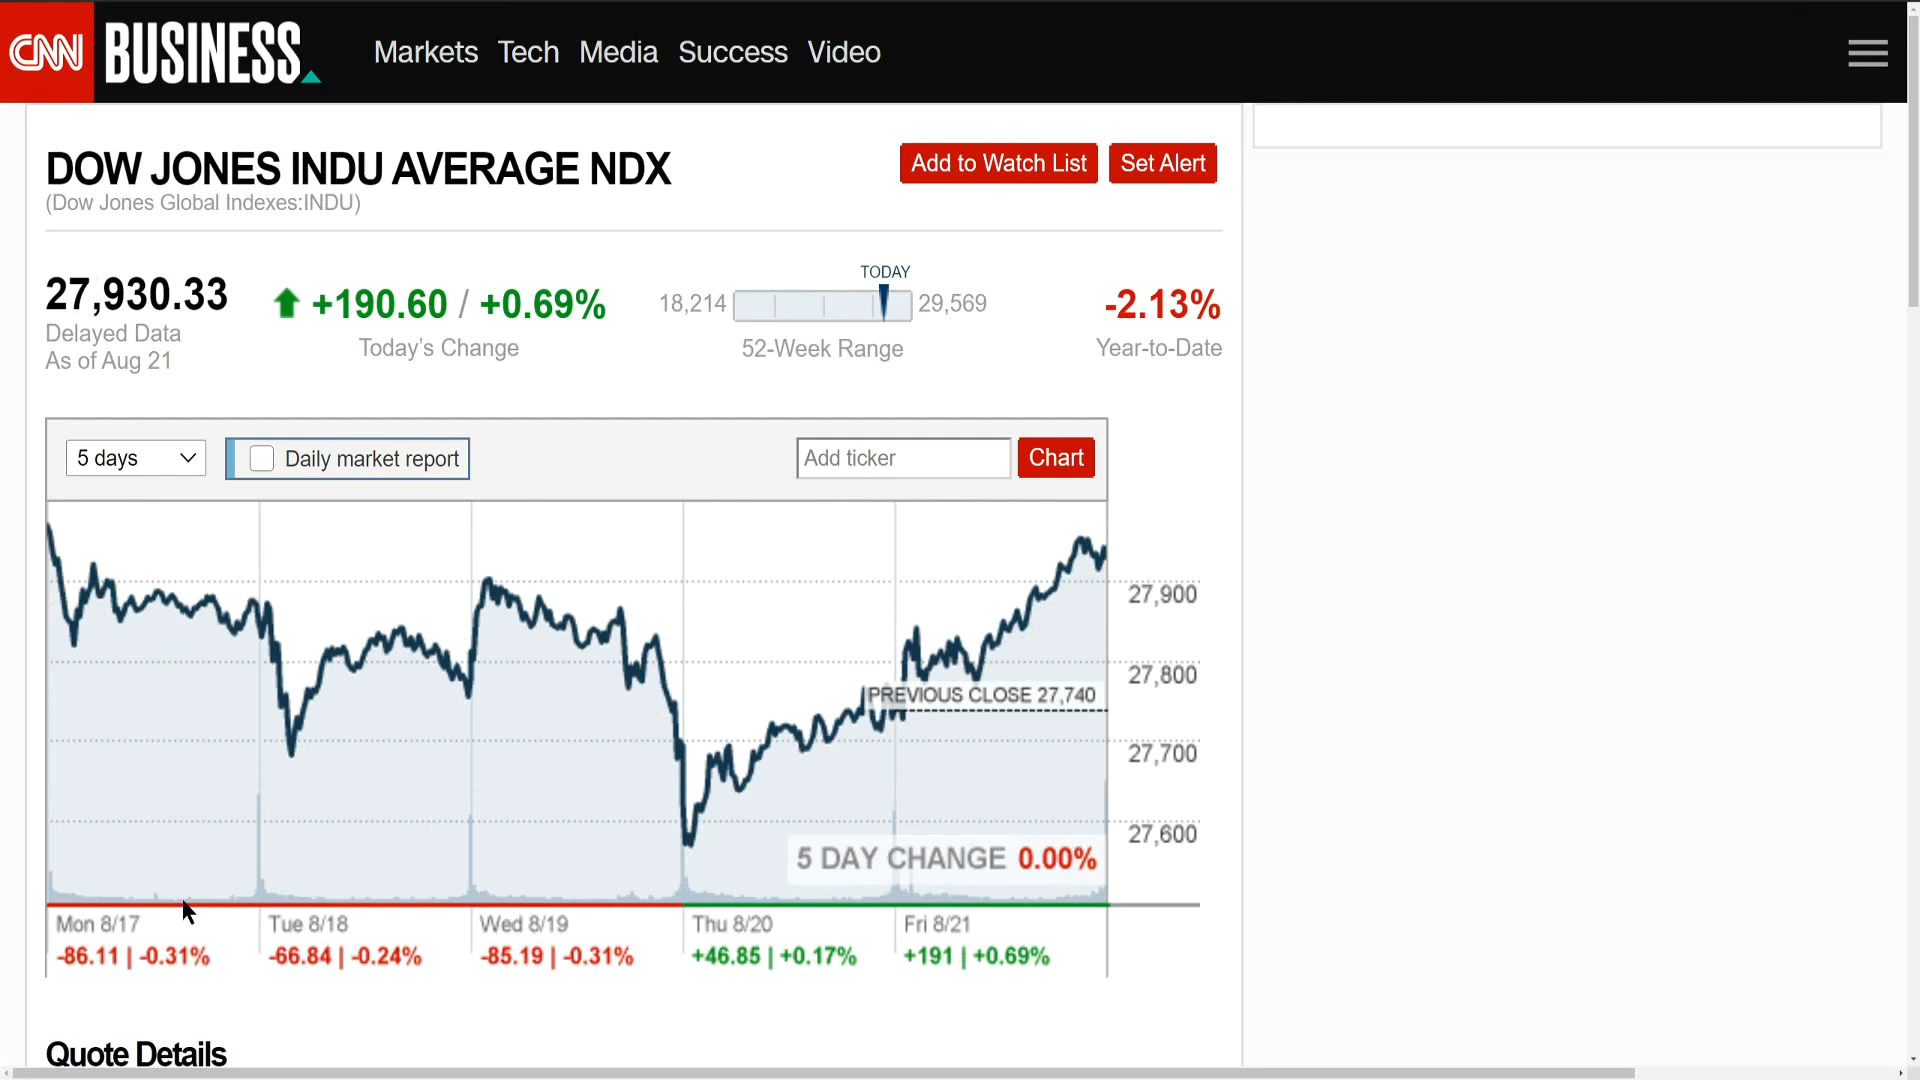 CNN BUSINESS Markets Tech Media Success Video
DOW JONES INDU AVERAGE NDX
(Dow Jones Global Indexes:INDU)
Add to Watch List Set Alert
27,930.33
Delayed Data
As of Aug 21
+190.60 / +0.69%
Today's Change
TODAY
18,214 29,569
52-Week Range
-2.13%
Year-to-Date
5 days Daily market report Add ticker Chart
27,900
27,800
PREVIOUS CLOSE 27,740
27,700
27,600
5 DAY CHANGE 0.00%
Mon 8/17 Tue 8/18 Wed 8/19 Thu 8/20 Fri 8/21
-86.11 | -0.31% -66.84 | -0.24% -85.19 | -0.31% +46.85 | +0.17% +191 | +0.69%
Quote Details